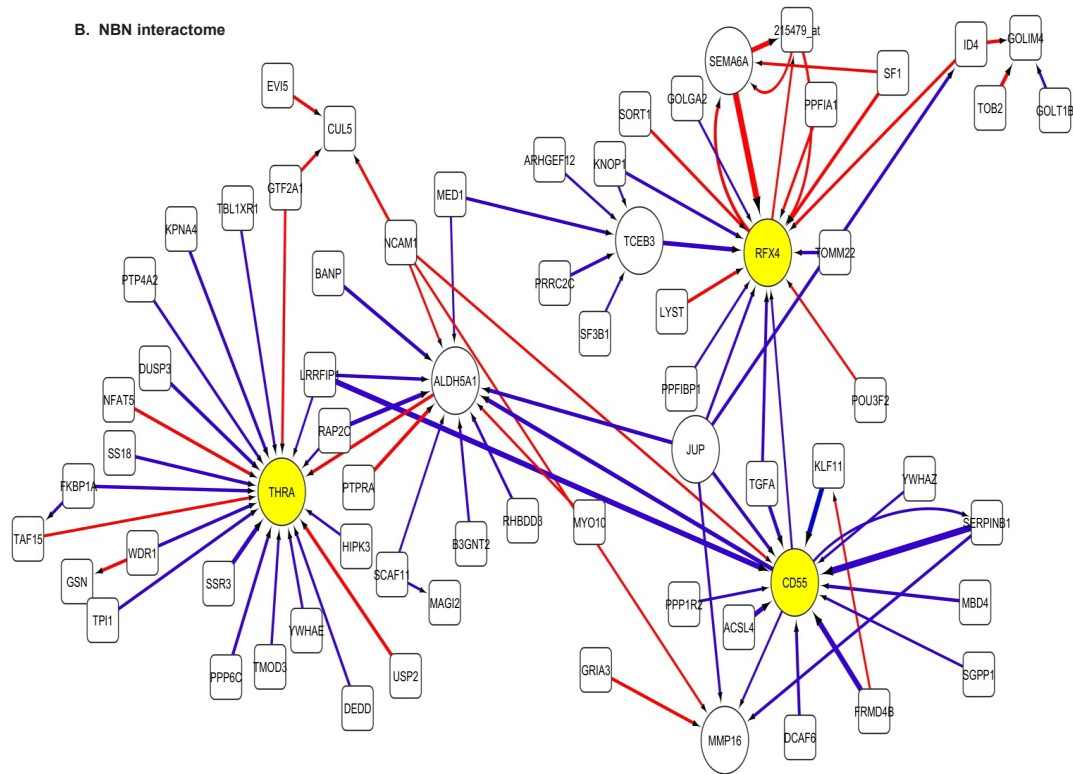 B. NBN interactome
215479_at
ID4
GOLIM4
SEMA6A
SF1
EVI5
GOLGA2
PPFIA1
SORT1
TOB2
GOLT1B
CUL5
ARHGEF12
KNOP1
GTF2A1
MED1
TBL1XR1
KPNA4
NCAM1
TCEB3
RFX4
TOMM22
PTP4A2
BANP
PRRC2C
LYST
SF3B1
DUSP3
LRRFIP1
ALDH5A1
PPFIBP1
POU3F2
NFAT5
RAP2C
SS18
JUP
KLF11
FKBP1A
THRA
PTPRA
TGFA
YWHAZ
TAF15
WDR1
HIPK3
B3GNT2
RHBDD3
MYO10
SERPINB1
GSN
SSR3
SCAF11
CD55
TPI1
MAGI2
PPP1R2
MBD4
YWHAE
ACSL4
TMOD3
PPP6C
USP2
GRIA3
SGPP1
DEDD
FRMD4B
MMP16
DCAF6